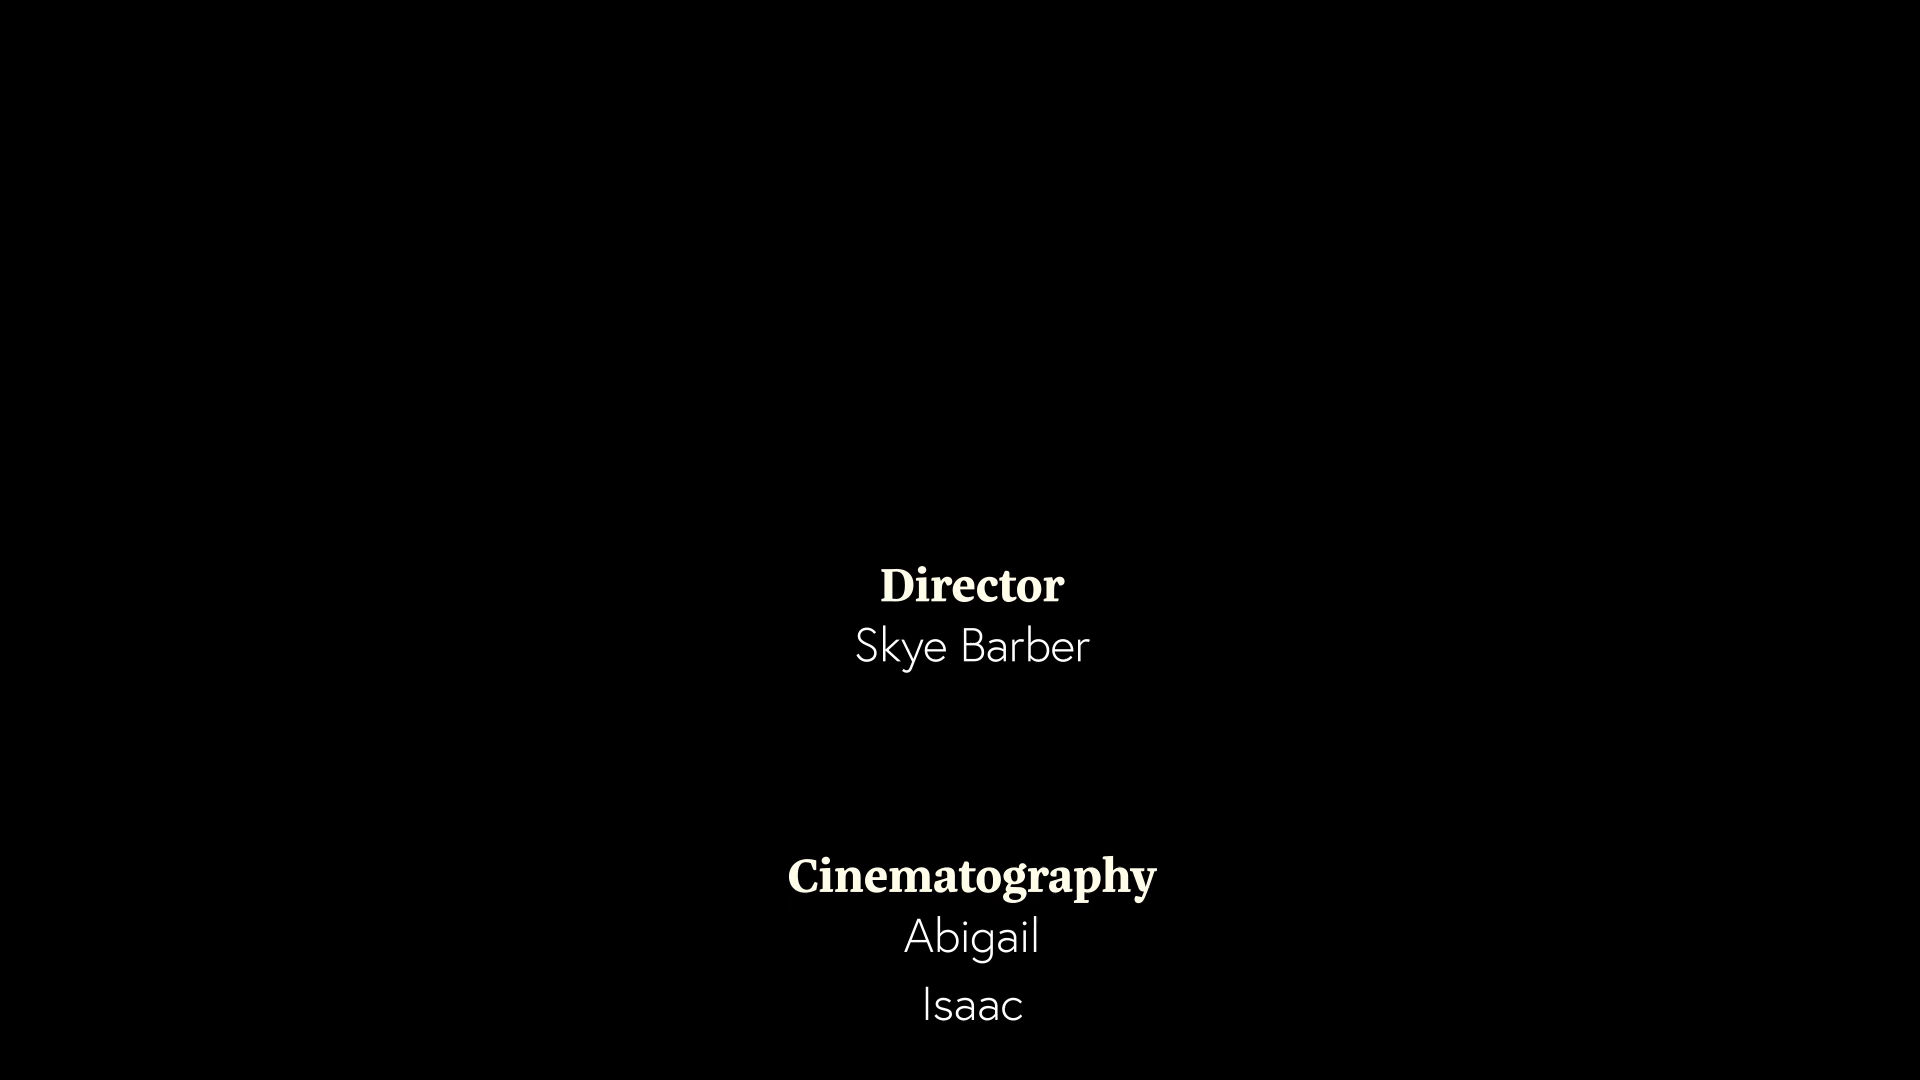 Director
Skye Barber
Cinematography
Abigail
Isaac